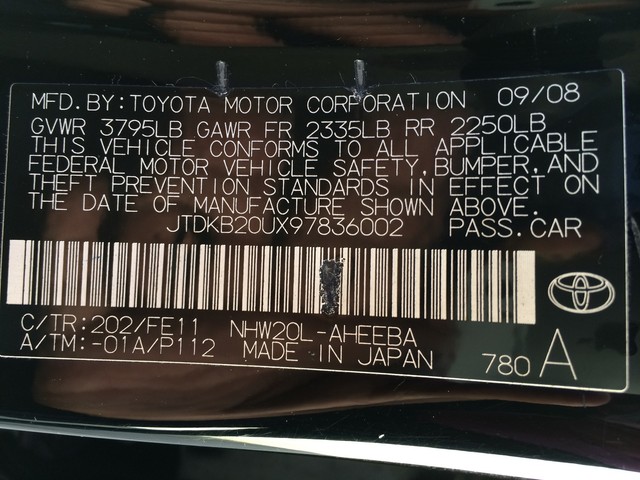 MFD.BY:TOYOTA MOTOR CORPORATION 09/08
GVWR 3795LB GAWR FR 2335LB RR 2250LB
THIS VEHICLE CONFORMS TO ALL APPLICABLE
FEDERAL MOTOR VEHICLE SAFETY,BUMPER,AND
THEFT PREVENTION STANDARDS IN EFFECT ON
THE DATE OF MANUFACTURE SHOWN ABOVE.
JTDKB20UX97836002 PASS.CAR
C/TR:202/FE11 NHW20L-AHEEBA
A/TM:-01A/P112 MADE IN JAPAN 780 A